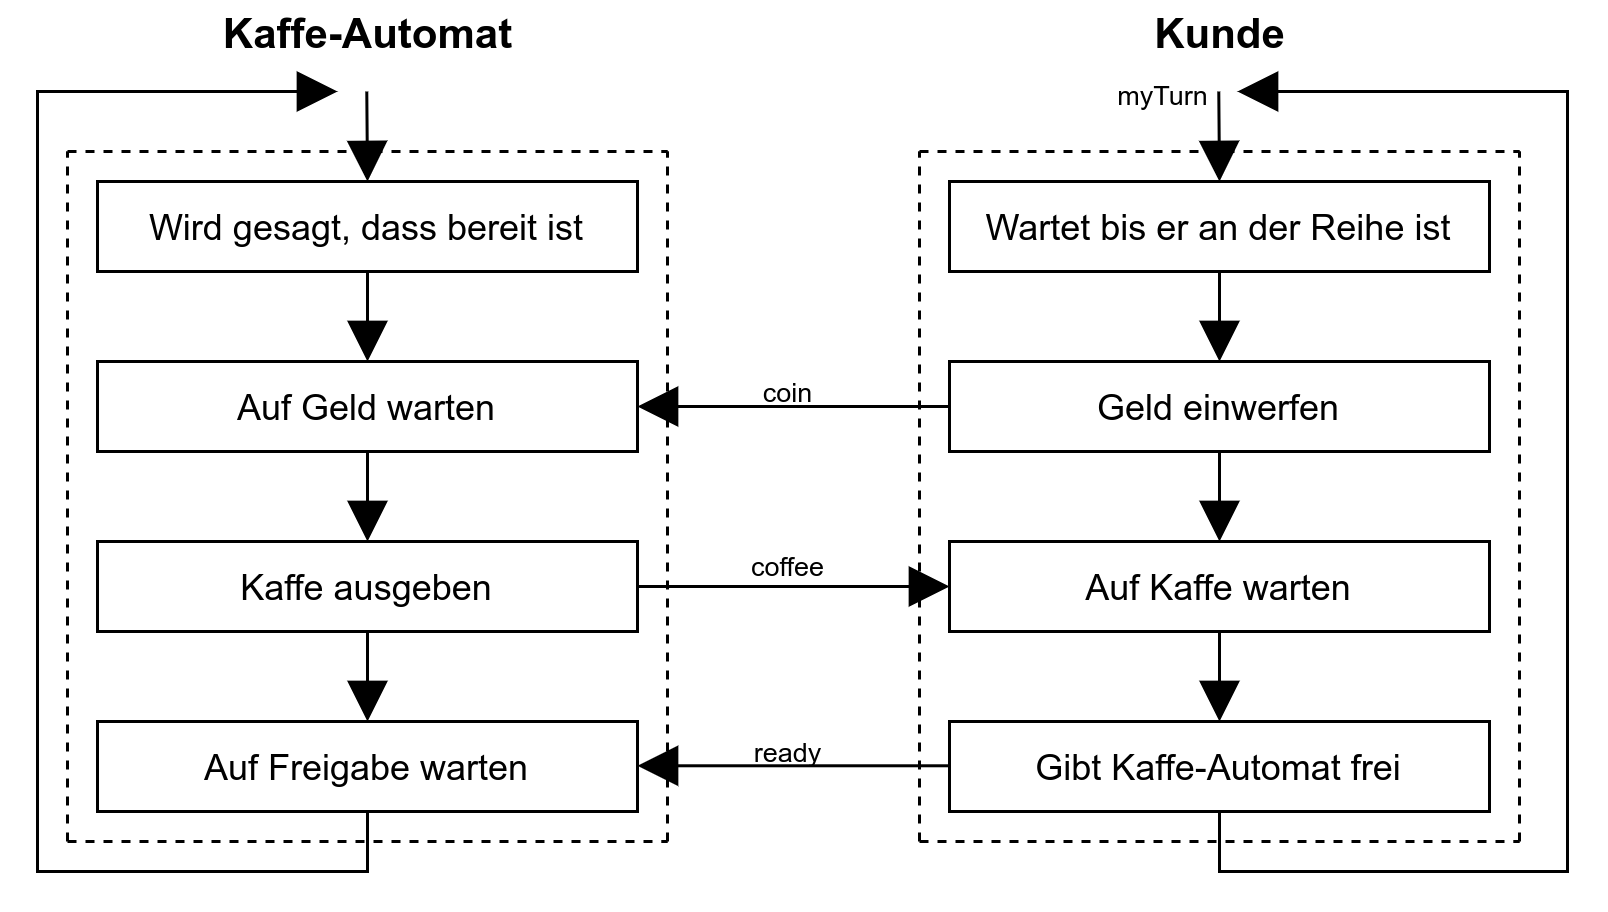 Kaffe-Automat
Kunde
myTurn
Wird gesagt, dass bereit ist
Wartet bis er an der Reihe ist
Auf Geld warten
coin
Geld einwerfen
Kaffe ausgeben
coffee
Auf Kaffe warten
Auf Freigabe warten
ready
Gibt Kaffe-Automat frei